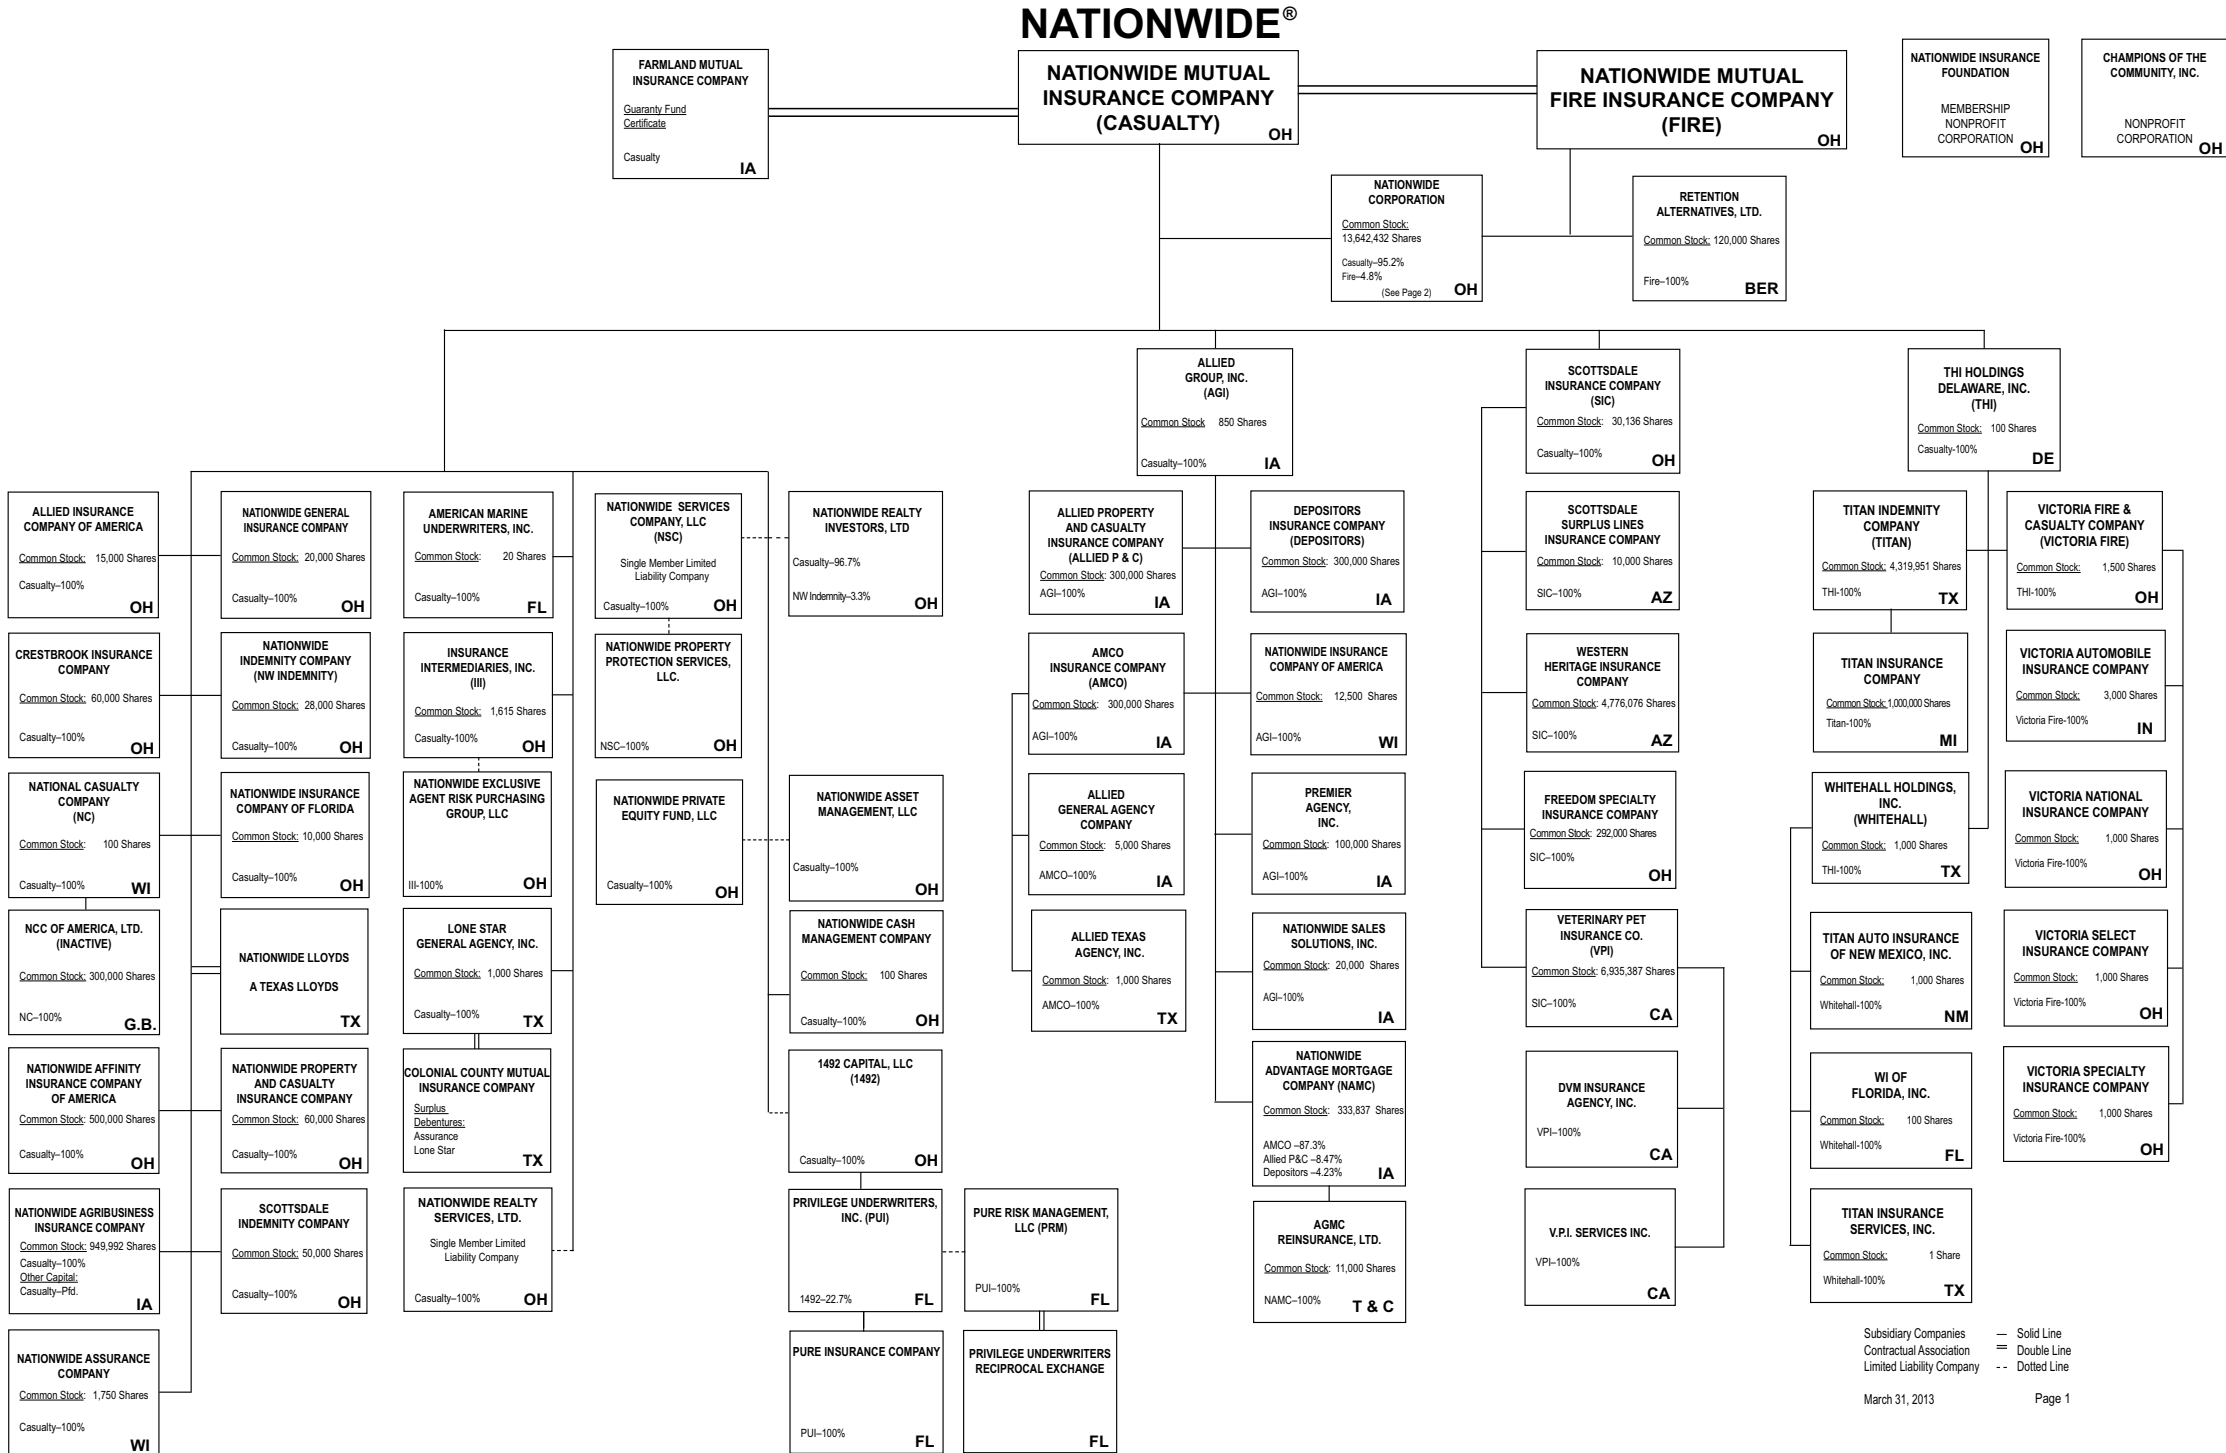 NATIONWIDE®
FARMLAND MUTUAL
INSURANCE COMPANY
Guaranty Fund
Certificate
Casualty
IA
NATIONWIDE MUTUAL
INSURANCE COMPANY
(CASUALTY)
OH
NATIONWIDE MUTUAL
FIRE INSURANCE COMPANY
(FIRE)
OH
NATIONWIDE INSURANCE
FOUNDATION
MEMBERSHIP
NONPROFIT
CORPORATION
OH
CHAMPIONS OF THE
COMMUNITY, INC.
NONPROFIT
CORPORATION
OH
NATIONWIDE
CORPORATION
Common Stock:
13,642,432 Shares
Casualty–95.2%
Fire–4.8%
(See Page 2)
OH
RETENTION
ALTERNATIVES, LTD.
Common Stock: 120,000 Shares
Fire–100%
BER
ALLIED
GROUP, INC.
(AGI)
Common Stock 850 Shares
Casualty–100%
IA
SCOTTSDALE
INSURANCE COMPANY
(SIC)
Common Stock: 30,136 Shares
Casualty–100%
OH
THI HOLDINGS
DELAWARE, INC.
(THI)
Common Stock: 100 Shares
Casualty-100%
DE
ALLIED INSURANCE
COMPANY OF AMERICA
Common Stock: 15,000 Shares
Casualty–100%
OH
NATIONWIDE GENERAL
INSURANCE COMPANY
Common Stock: 20,000 Shares
Casualty–100%
OH
AMERICAN MARINE
UNDERWRITERS, INC.
Common Stock: 20 Shares
Casualty–100%
FL
NATIONWIDE SERVICES
COMPANY, LLC
(NSC)
Single Member Limited
Liability Company
Casualty–100%
OH
NATIONWIDE REALTY
INVESTORS, LTD
Casualty–96.7%
NW Indemnity–3.3%
OH
ALLIED PROPERTY
AND CASUALTY
INSURANCE COMPANY
(ALLIED P & C)
Common Stock: 300,000 Shares
AGI–100%
IA
DEPOSITORS
INSURANCE COMPANY
(DEPOSITORS)
Common Stock: 300,000 Shares
AGI–100%
IA
SCOTTSDALE
SURPLUS LINES
INSURANCE COMPANY
Common Stock: 10,000 Shares
SIC–100%
AZ
TITAN INDEMNITY
COMPANY
(TITAN)
Common Stock: 4,319,951 Shares
THI-100%
TX
VICTORIA FIRE &
CASUALTY COMPANY
(VICTORIA FIRE)
Common Stock: 1,500 Shares
THI-100%
OH
CRESTBROOK INSURANCE
COMPANY
Common Stock: 60,000 Shares
Casualty–100%
OH
NATIONWIDE
INDEMNITY COMPANY
(NW INDEMNITY)
Common Stock: 28,000 Shares
Casualty–100%
OH
INSURANCE
INTERMEDIARIES, INC.
(III)
Common Stock: 1,615 Shares
Casualty-100%
OH
NATIONWIDE PROPERTY
PROTECTION SERVICES,
LLC.
NSC–100%
OH
AMCO
INSURANCE COMPANY
(AMCO)
Common Stock: 300,000 Shares
AGI–100%
IA
NATIONWIDE INSURANCE
COMPANY OF AMERICA
Common Stock: 12,500 Shares
AGI–100%
WI
WESTERN
HERITAGE INSURANCE
COMPANY
Common Stock: 4,776,076 Shares
SIC–100%
AZ
TITAN INSURANCE
COMPANY
Common Stock: 1,000,000 Shares
Titan-100%
MI
VICTORIA AUTOMOBILE
INSURANCE COMPANY
Common Stock: 3,000 Shares
Victoria Fire-100%
IN
NATIONAL CASUALTY
COMPANY
(NC)
Common Stock: 100 Shares
Casualty–100%
WI
NATIONWIDE INSURANCE
COMPANY OF FLORIDA
Common Stock: 10,000 Shares
Casualty–100%
OH
NATIONWIDE EXCLUSIVE
AGENT RISK PURCHASING
GROUP, LLC
III-100%
OH
NATIONWIDE PRIVATE
EQUITY FUND, LLC
Casualty–100%
OH
NATIONWIDE ASSET
MANAGEMENT, LLC
Casualty–100%
OH
ALLIED
GENERAL AGENCY
COMPANY
Common Stock: 5,000 Shares
AMCO–100%
IA
PREMIER
AGENCY,
INC.
Common Stock: 100,000 Shares
AGI–100%
IA
FREEDOM SPECIALTY
INSURANCE COMPANY
Common Stock: 292,000 Shares
SIC–100%
OH
WHITEHALL HOLDINGS,
INC.
(WHITEHALL)
Common Stock: 1,000 Shares
THI-100%
TX
VICTORIA NATIONAL
INSURANCE COMPANY
Common Stock: 1,000 Shares
Victoria Fire-100%
OH
NCC OF AMERICA, LTD.
(INACTIVE)
Common Stock: 300,000 Shares
NC–100%
G.B.
NATIONWIDE LLOYDS
A TEXAS LLOYDS
TX
LONE STAR
GENERAL AGENCY, INC.
Common Stock: 1,000 Shares
Casualty–100%
TX
NATIONWIDE CASH
MANAGEMENT COMPANY
Common Stock: 100 Shares
Casualty–100%
OH
ALLIED TEXAS
AGENCY, INC.
Common Stock: 1,000 Shares
AMCO–100%
TX
NATIONWIDE SALES
SOLUTIONS, INC.
Common Stock: 20,000 Shares
AGI–100%
IA
VETERINARY PET
INSURANCE CO.
(VPI)
Common Stock: 6,935,387 Shares
SIC–100%
CA
TITAN AUTO INSURANCE
OF NEW MEXICO, INC.
Common Stock: 1,000 Shares
Whitehall-100%
NM
VICTORIA SELECT
INSURANCE COMPANY
Common Stock: 1,000 Shares
Victoria Fire-100%
OH
NATIONWIDE AFFINITY
INSURANCE COMPANY
OF AMERICA
Common Stock: 500,000 Shares
Casualty–100%
OH
NATIONWIDE PROPERTY
AND CASUALTY
INSURANCE COMPANY
Common Stock: 60,000 Shares
Casualty–100%
OH
COLONIAL COUNTY MUTUAL
INSURANCE COMPANY
Surplus
Debentures:
Assurance
Lone Star
TX
1492 CAPITAL, LLC
(1492)
Casualty–100%
OH
NATIONWIDE
ADVANTAGE MORTGAGE
COMPANY (NAMC)
Common Stock: 333,837 Shares
AMCO –87.3%
Allied P&C –8.47%
Depositors –4.23%
IA
DVM INSURANCE
AGENCY, INC.
VPI–100%
CA
WI OF
FLORIDA, INC.
Common Stock: 100 Shares
Whitehall-100%
FL
VICTORIA SPECIALTY
INSURANCE COMPANY
Common Stock: 1,000 Shares
Victoria Fire-100%
OH
NATIONWIDE AGRIBUSINESS
INSURANCE COMPANY
Common Stock: 949,992 Shares
Casualty–100%
Other Capital:
Casualty–Pfd.
IA
SCOTTSDALE
INDEMNITY COMPANY
Common Stock: 50,000 Shares
Casualty–100%
OH
NATIONWIDE REALTY
SERVICES, LTD.
Single Member Limited
Liability Company
Casualty–100%
OH
PRIVILEGE UNDERWRITERS,
INC. (PUI)
1492–22.7%
FL
PURE RISK MANAGEMENT,
LLC (PRM)
PUI–100%
FL
AGMC
REINSURANCE, LTD.
Common Stock: 11,000 Shares
NAMC–100%
T & C
V.P.I. SERVICES INC.
VPI–100%
CA
TITAN INSURANCE
SERVICES, INC.
Common Stock: 1 Share
Whitehall-100%
TX
NATIONWIDE ASSURANCE
COMPANY
Common Stock: 1,750 Shares
Casualty–100%
WI
PURE INSURANCE COMPANY
PUI–100%
FL
PRIVILEGE UNDERWRITERS
RECIPROCAL EXCHANGE
FL
Subsidiary Companies — Solid Line
Contractual Association = Double Line
Limited Liability Company -- Dotted Line
March 31, 2013 Page 1